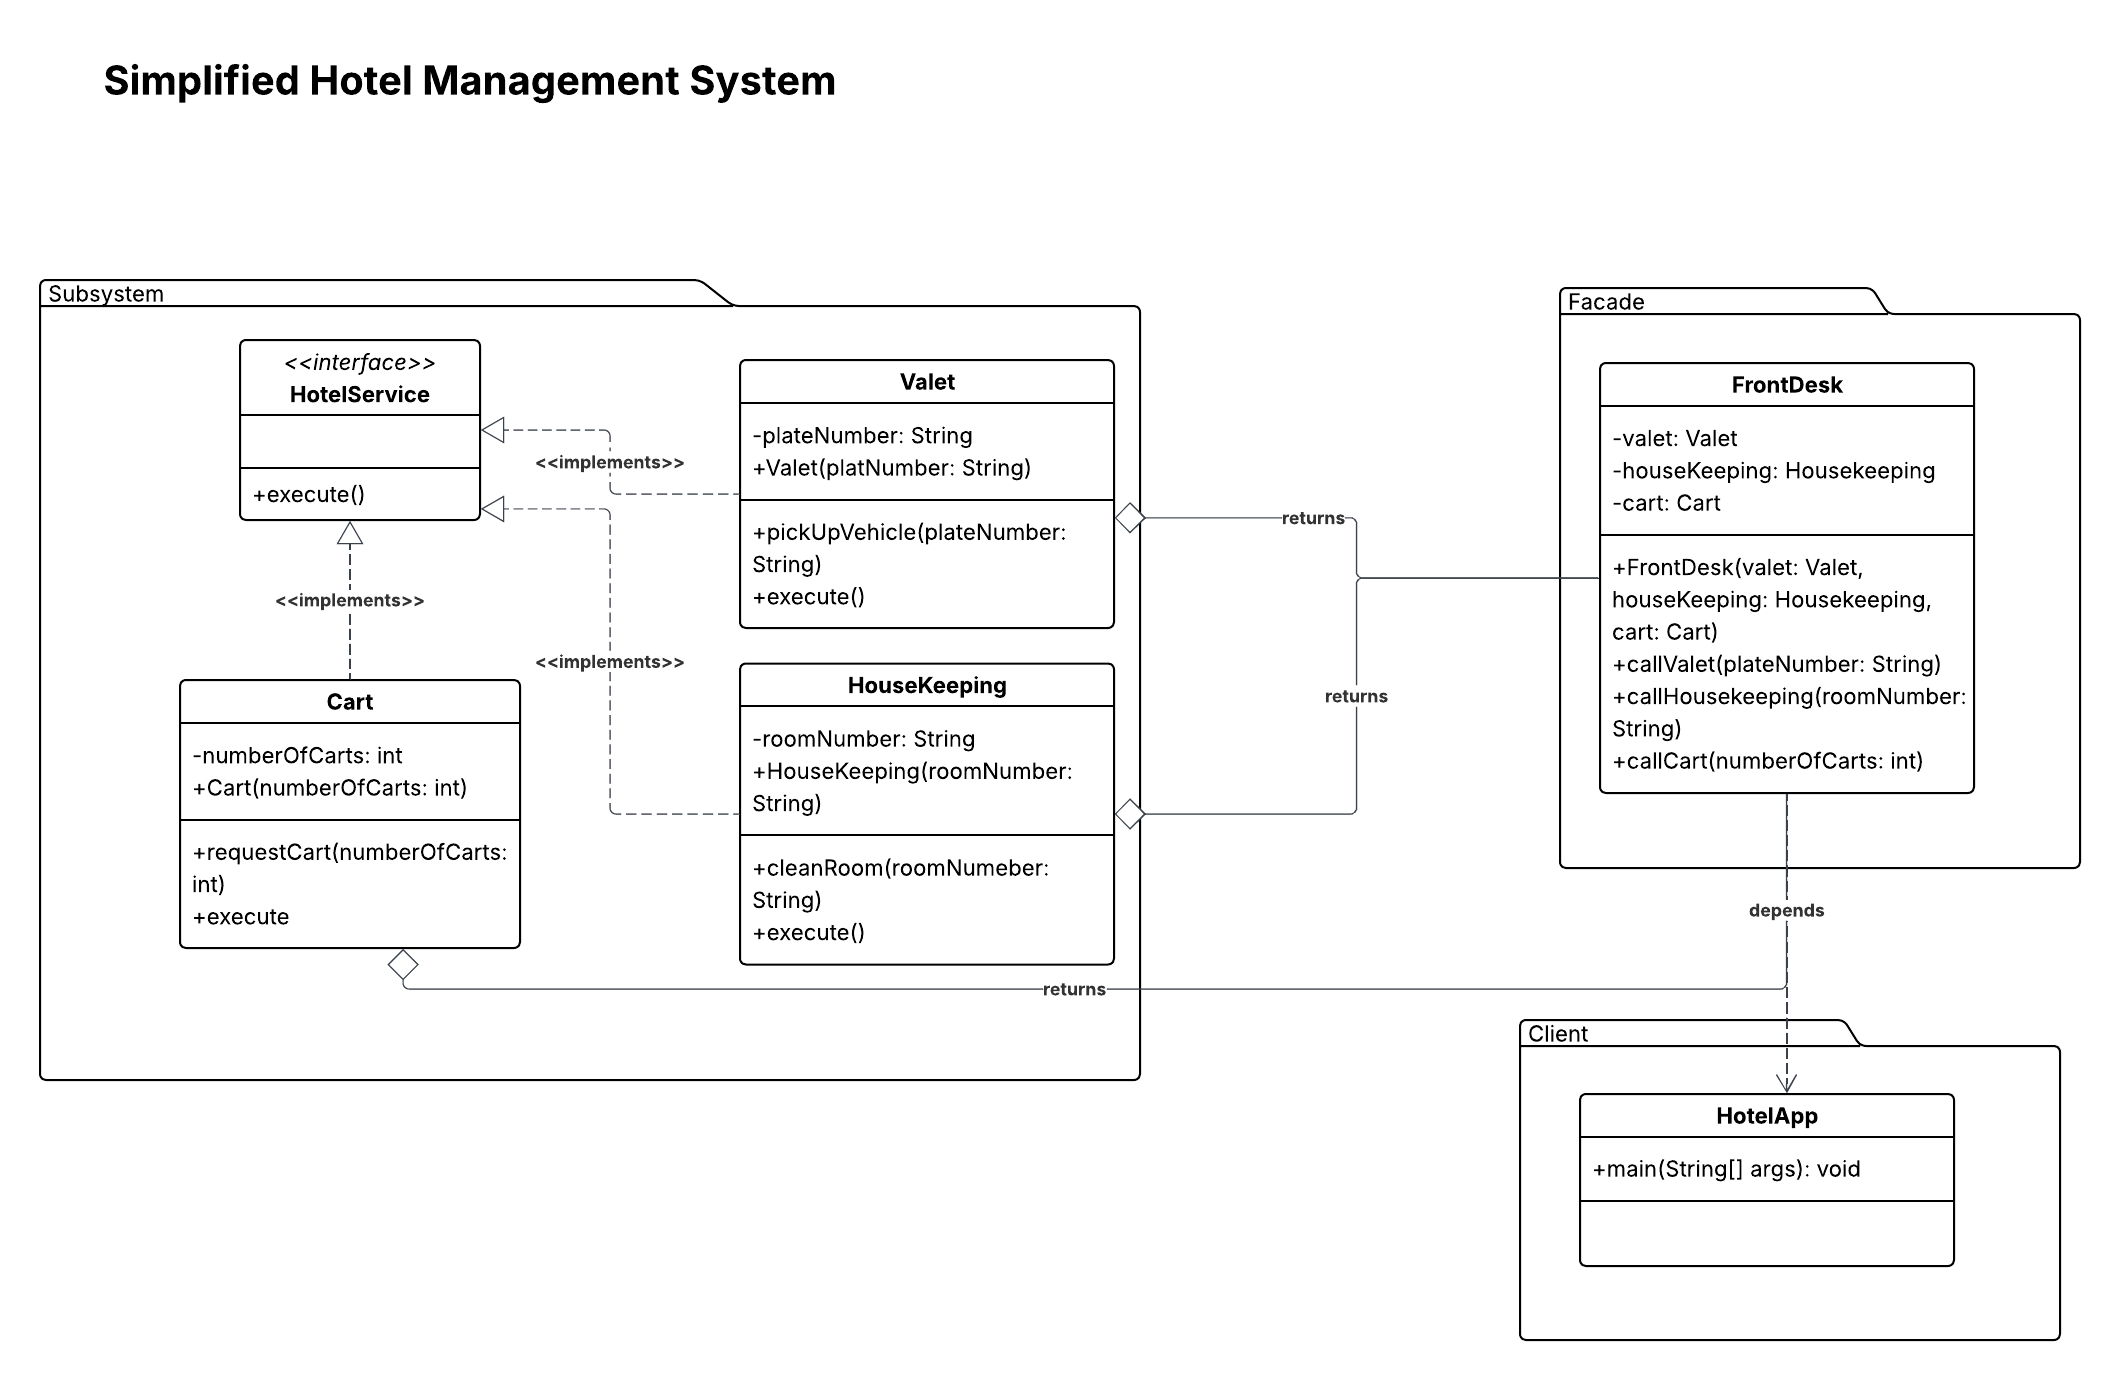 Simplified Hotel Management System
Subsystem
<<interface>>
HotelService
+execute()
<<implements>>
<<implements>>
<<implements>>
Valet
-plateNumber: String
+Valet(platNumber: String)
+pickUpVehicle(plateNumber:
String)
+execute()
Cart
-numberOfCarts: int
+Cart(numberOfCarts: int)
+requestCart(numberOfCarts:
int)
+execute
HouseKeeping
-roomNumber: String
+HouseKeeping(roomNumber:
String)
+cleanRoom(roomNumeber:
String)
+execute()
returns
returns
returns
Facade
FrontDesk
-valet: Valet
-houseKeeping: Housekeeping
-cart: Cart
+FrontDesk(valet: Valet,
houseKeeping: Housekeeping,
cart: Cart)
+callValet(plateNumber: String)
+callHousekeeping(roomNumber:
String)
+callCart(numberOfCarts: int)
depends
Client
HotelApp
+main(String[] args): void